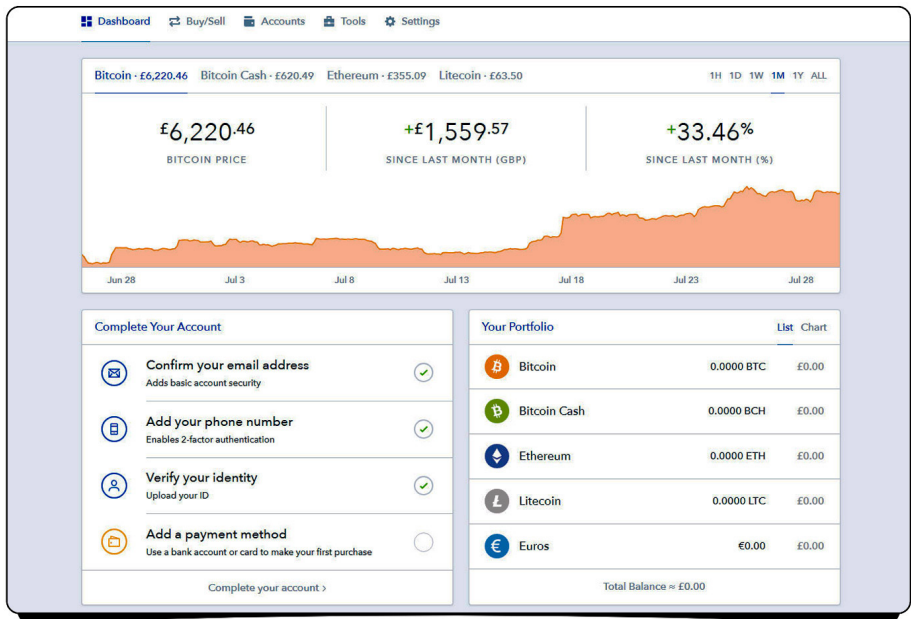 Dashboard Buy/Sell Accounts Tools Settings
Bitcoin · £6,220.46 Bitcoin Cash · £620.49 Ethereum · £355.09 Litecoin · £63.50 1H 1D 1W 1M 1Y ALL
£6,220.46 +£1,559.57 +33.46%
BITCOIN PRICE SINCE LAST MONTH (GBP) SINCE LAST MONTH (%)
Jun 28 Jul 3 Jul 8 Jul 13 Jul 18 Jul 23 Jul 28
Complete Your Account
Confirm your email address
Adds basic account security
Add your phone number
Enables 2-factor authentication
Verify your identity
Upload your ID
Add a payment method
Use a bank account or card to make your first purchase
Complete your account >
Your Portfolio List Chart
Bitcoin 0.0000 BTC £0.00
Bitcoin Cash 0.0000 BCH £0.00
Ethereum 0.0000 ETH £0.00
Litecoin 0.0000 LTC £0.00
Euros €0.00 £0.00
Total Balance ≈ £0.00